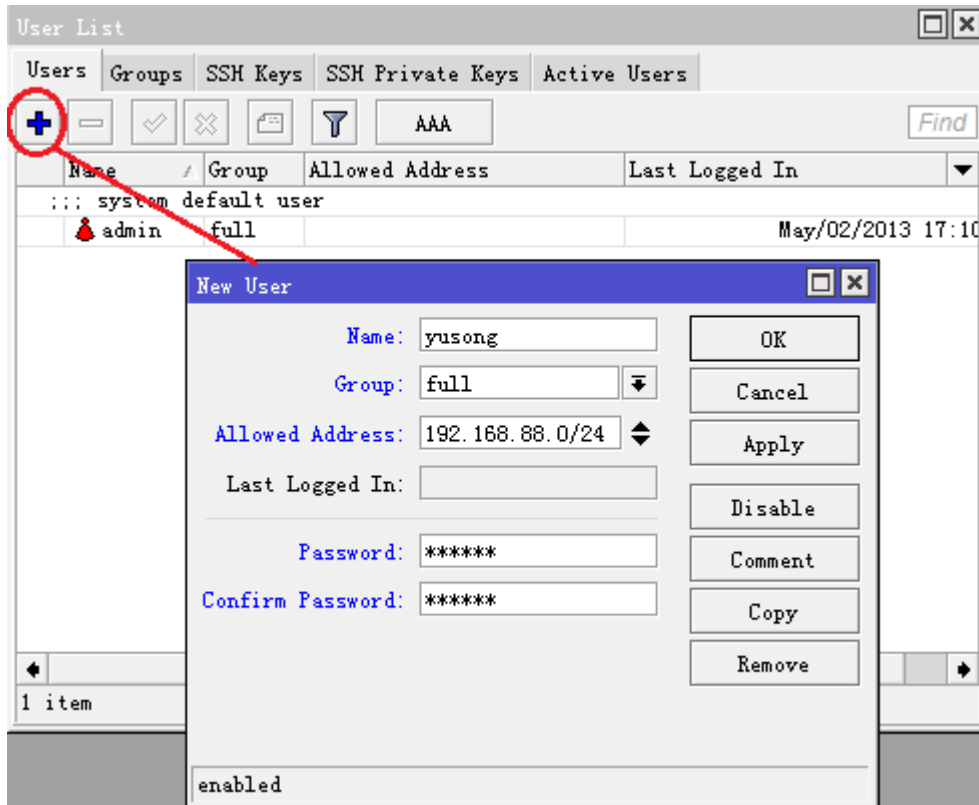 User List
Users Groups SSH Keys SSH Private Keys Active Users
AAA Find
Name Group Allowed Address Last Logged In
;;; system default user
admin full May/02/2013 17:10
New User
Name: yusong OK
Group: full Cancel
Allowed Address: 192.168.88.0/24 Apply
Last Logged In:
Disable
Password: ****** Comment
Confirm Password: ****** Copy
Remove
1 item
enabled